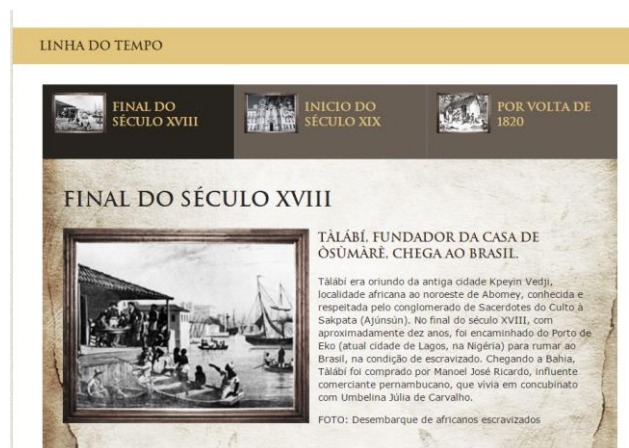 LINHA DO TEMPO
FINAL DO
SÉCULO XVIII
INICIO DO
SÉCULO XIX
POR VOLTA DE
1820
FINAL DO SÉCULO XVIII
TÀLÁBÍ, FUNDADOR DA CASA DE
ÒSÙMÀRÈ, CHEGA AO BRASIL.
Tàlábí era oriundo da antiga cidade Kpeyin Vedji,
localidade africana ao noroeste de Abomey, conhecida e
respeitada pelo conglomerado de Sacerdotes do Culto à
Sakpata (Ajúnsún). No final do século XVIII, com
aproximadamente dez anos, foi encaminhado do Porto de
Eko (atual cidade de Lagos, na Nigéria) para rumar ao
Brasil, na condição de escravizado. Chegando a Bahia,
Tàlábí foi comprado por Manoel José Ricardo, influente
comerciante pernambucano, que vivia em concubinato
com Umbelina Júlia de Carvalho.
FOTO: Desembarque de africanos escravizados